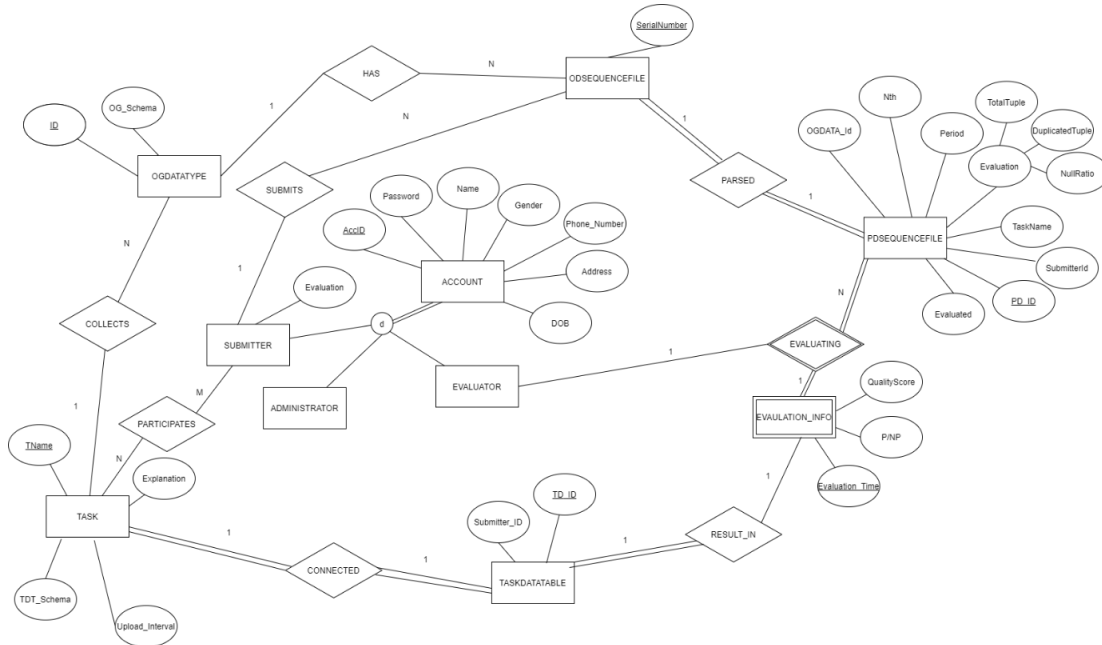 SerialNumber
HAS
N
ODSEQUENCEFILE
1
OG_Schema
N
ID
OGDATATYPE
SUBMITS
1
PARSED
1
Nth
TotalTuple
OGDATA_Id
Period
DuplicatedTuple
Evaluation
NullRatio
PDSEQUENCEFILE
TaskName
SubmitterId
PD_ID
Evaluated
Name
Password
Gender
AccID
Phone_Number
ACCOUNT
Address
DOB
N
1
Evaluation
d
SUBMITTER
COLLECTS
ADMINISTRATOR
EVALUATOR
1
EVALUATING
N
1
QualityScore
EVAULATION_INFO
P/NP
Evaluation_Time
1
M
PARTICIPATES
N
TName
Explanation
TASK
TDT_Schema
Upload_Interval
1
CONNECTED
1
Submitter_ID
TD_ID
TASKDATATABLE
1
RESULT_IN
1